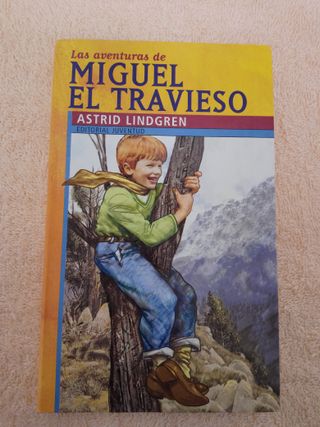 Las aventuras de
MIGUEL
EL TRAVIESO
ASTRID LINDGREN
EDITORIAL JUVENTUD